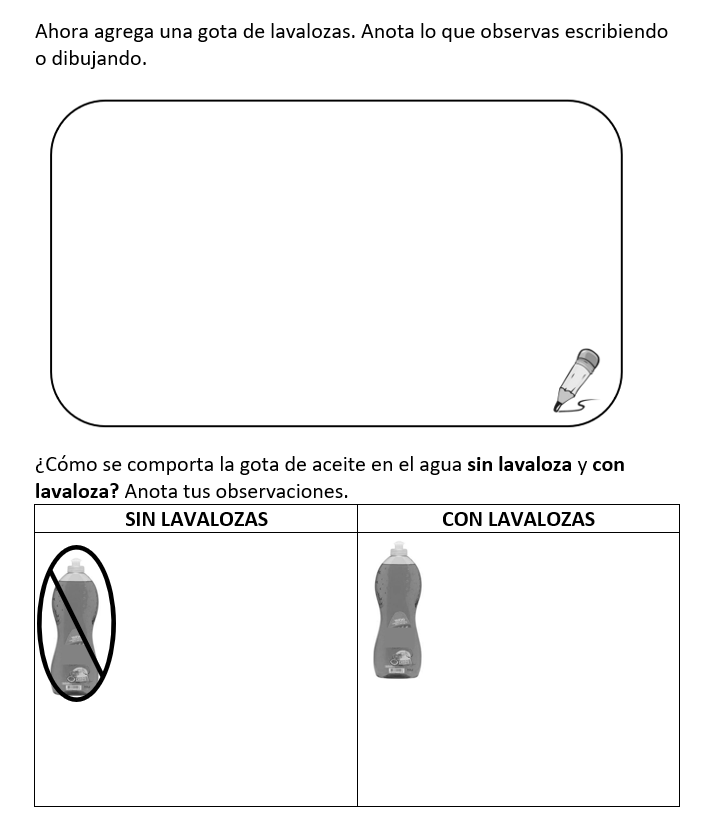 Ahora agrega una gota de lavalozas. Anota lo que observas escribiendo
o dibujando.
¿Cómo se comporta la gota de aceite en el agua sin lavaloza y con
lavaloza? Anota tus observaciones.
SIN LAVALOZAS
CON LAVALOZAS